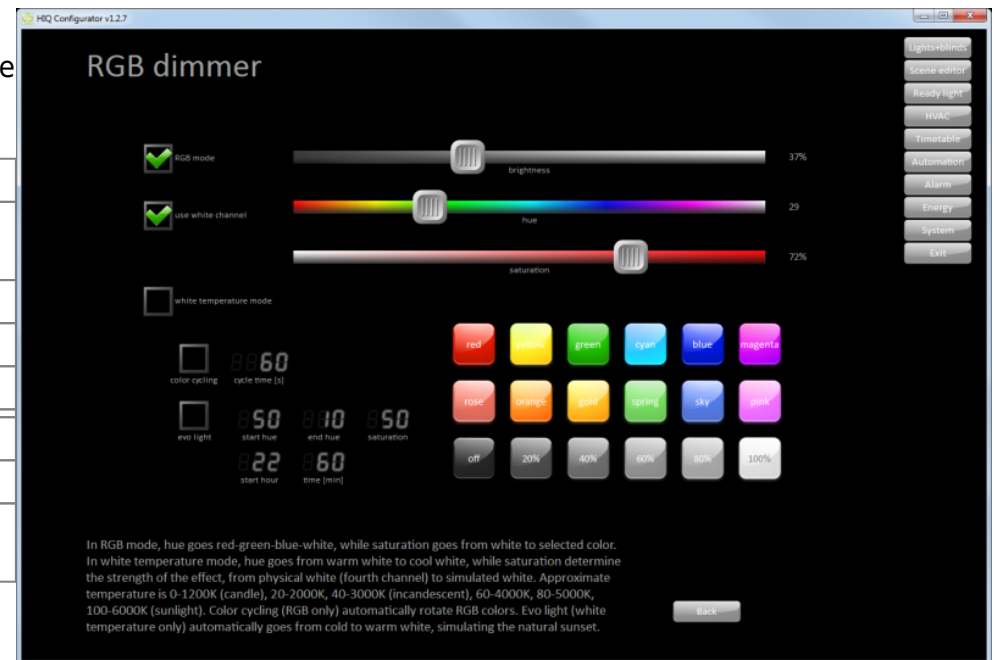 HIQ Configurator v1.2.7
e
RGB dimmer
Lights+blinds
Scene editor
Ready light
HVAC
Timetable
Automation
Alarm
Energy
System
Exit
RGB mode
brightness
37%
use white channel
hue
29
saturation
72%
white temperature mode
color cycling
60
cycle time [s]
evo light
50
start hue
10
end hue
50
saturation
22
start hour
60
time [min]
red
yellow
green
cyan
blue
magenta
rose
orange
gold
spring
sky
pink
off
20%
40%
60%
80%
100%
In RGB mode, hue goes red-green-blue-white, while saturation goes from white to selected color.
In white temperature mode, hue goes from warm white to cool white, while saturation determine
the strength of the effect, from physical white (fourth channel) to simulated white. Approximate
temperature is 0-1200K (candle), 20-2000K, 40-3000K (incandescent), 60-4000K, 80-5000K,
100-6000K (sunlight). Color cycling (RGB only) automatically rotate RGB colors. Evo light (white
temperature only) automatically goes from cold to warm white, simulating the natural sunset.
Back